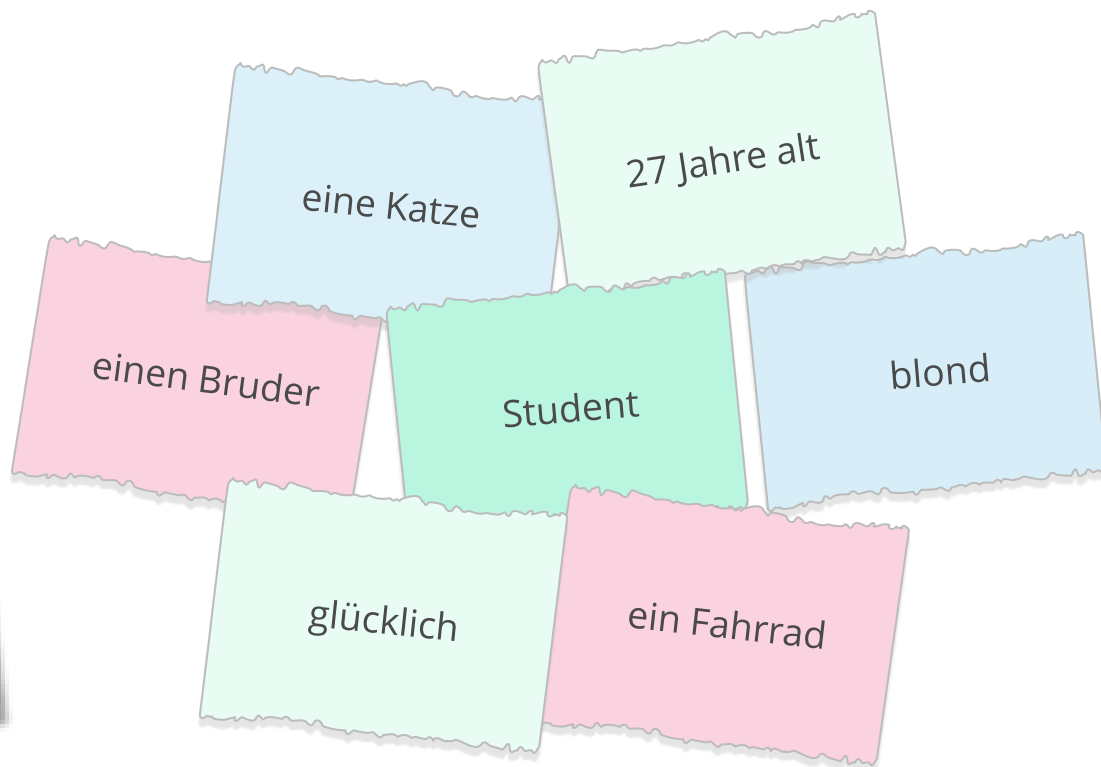 eine Katze
27 Jahre alt
einen Bruder
Student
blond
glücklich
ein Fahrrad